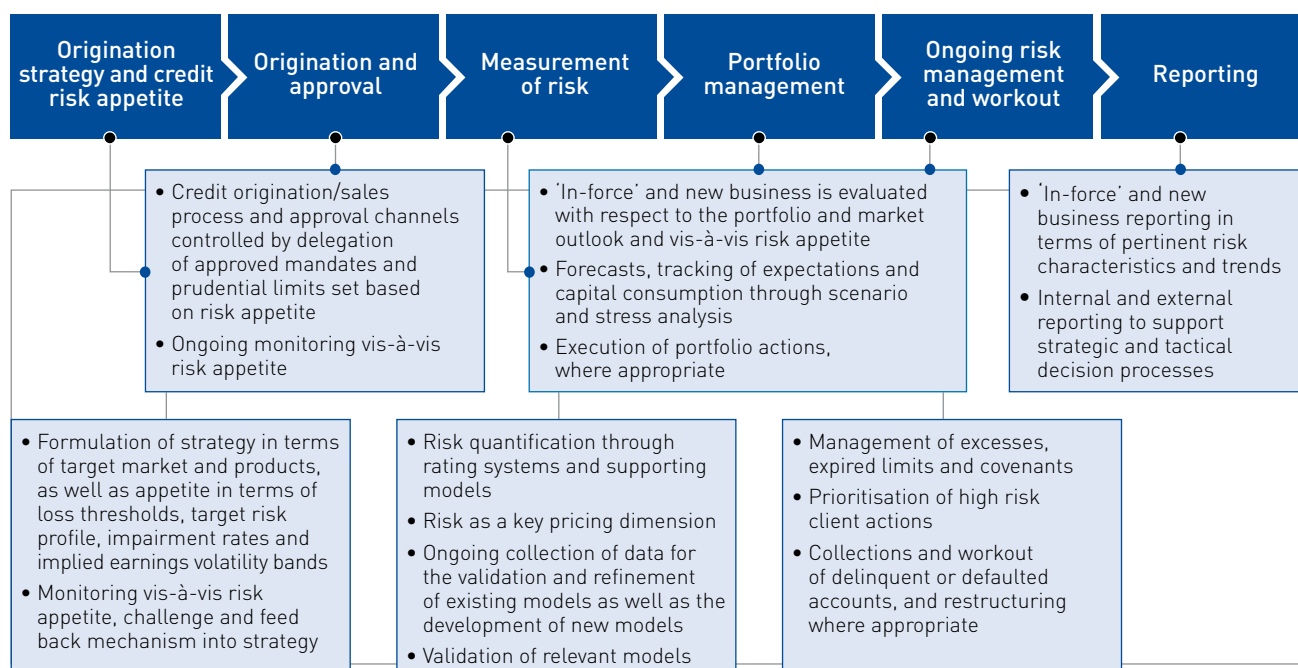 Origination
strategy and credit
risk appetite
Origination and
approval
Measurement
of risk
Portfolio
management
Ongoing risk
management
and workout
Reporting
• Credit origination/sales
process and approval channels
controlled by delegation
of approved mandates and
prudential limits set based
on risk appetite
• Ongoing monitoring vis-à-vis
risk appetite
• ‘In-force’ and new business is evaluated
with respect to the portfolio and market
outlook and vis-à-vis risk appetite
• Forecasts, tracking of expectations and
capital consumption through scenario
and stress analysis
• Execution of portfolio actions,
where appropriate
• ‘In-force’ and new
business reporting in
terms of pertinent risk
characteristics and trends
• Internal and external
reporting to support
strategic and tactical
decision processes
• Formulation of strategy in terms
of target market and products,
as well as appetite in terms of
loss thresholds, target risk
profile, impairment rates and
implied earnings volatility bands
• Monitoring vis-à-vis risk
appetite, challenge and feed
back mechanism into strategy
• Risk quantification through
rating systems and supporting
models
• Risk as a key pricing dimension
• Ongoing collection of data for
the validation and refinement
of existing models as well as the
development of new models
• Validation of relevant models
• Management of excesses,
expired limits and covenants
• Prioritisation of high risk
client actions
• Collections and workout
of delinquent or defaulted
accounts, and restructuring
where appropriate